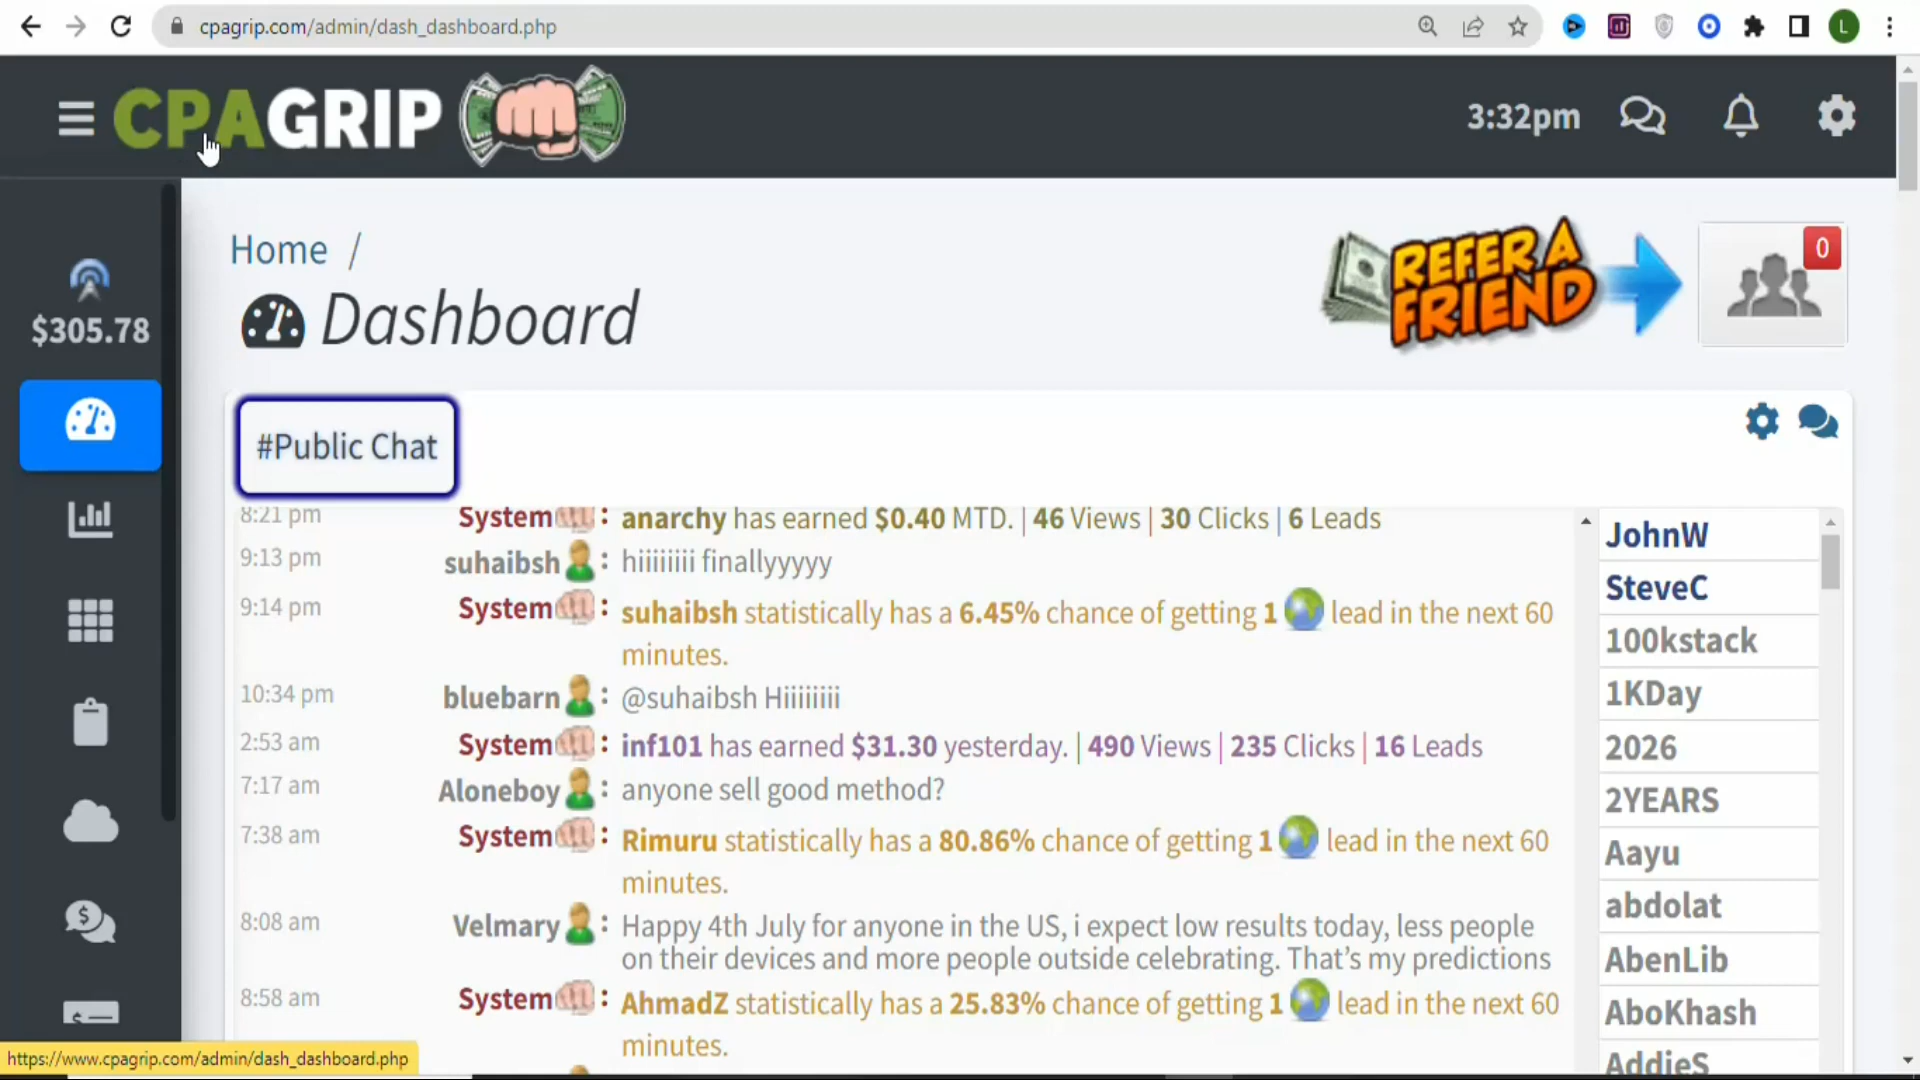 cpagrip.com/admin/dash_dashboard.php
L
CPAGRIP
3:32pm
$305.78
Home /
Dashboard
REFER A
FRIEND
0
#Public Chat
8:21 pm System: anarchy has earned $0.40 MTD. | 46 Views | 30 Clicks | 6 Leads
9:13 pm suhaibsh: hiiiiiiii finallyyyyy
9:14 pm System: suhaibsh statistically has a 6.45% chance of getting 1 lead in the next 60
minutes.
10:34 pm bluebarn: @suhaibsh Hiiiiiiii
2:53 am System: inf101 has earned $31.30 yesterday. | 490 Views | 235 Clicks | 16 Leads
7:17 am Aloneboy: anyone sell good method?
7:38 am System: Rimuru statistically has a 80.86% chance of getting 1 lead in the next 60
minutes.
8:08 am Velmary: Happy 4th July for anyone in the US, i expect low results today, less people
on their devices and more people outside celebrating. That's my predictions
8:58 am System: AhmadZ statistically has a 25.83% chance of getting 1 lead in the next 60
minutes.
JohnW
SteveC
100kstack
1KDay
2026
2YEARS
Aayu
abdolat
AbenLib
AboKhash
AddieS
https://www.cpagrip.com/admin/dash_dashboard.php